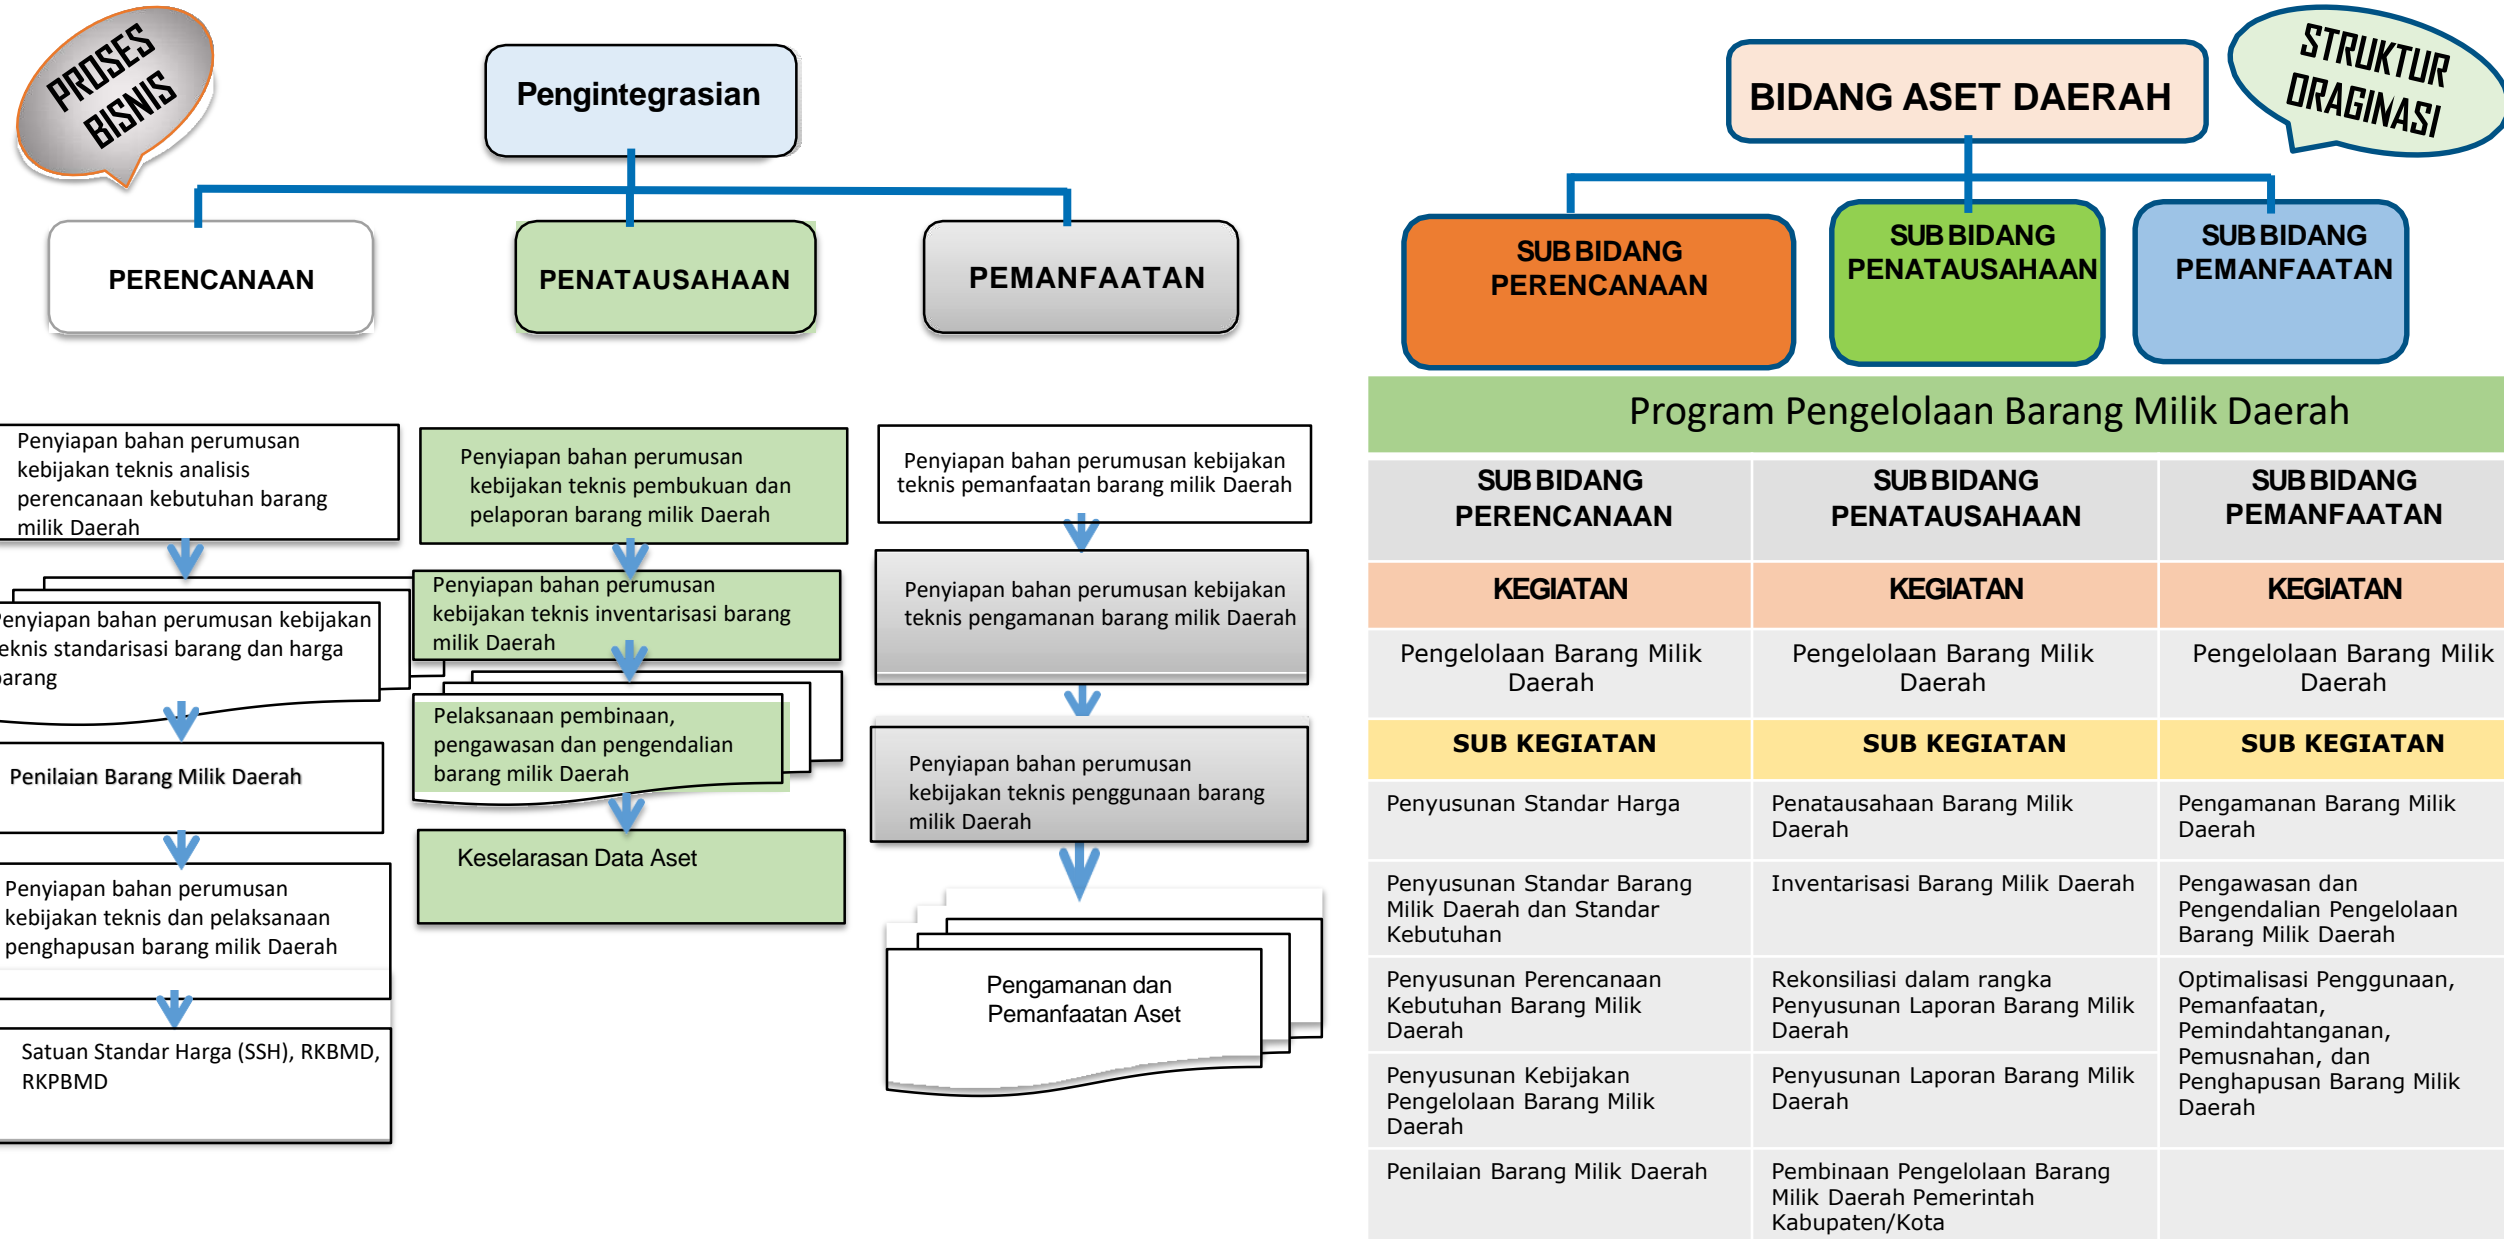 PROSES
BISNIS
Pengintegrasian
PERENCANAAN
PENATAUSAHAAN
PEMANFAATAN
Penyiapan bahan perumusan
kebijakan teknis analisis
perencanaan kebutuhan barang
milik Daerah
Penyiapan bahan perumusan kebijakan
teknis standarisasi barang dan harga
barang
Penilaian Barang Milik Daerah
Penyiapan bahan perumusan
kebijakan teknis dan pelaksanaan
penghapusan barang milik Daerah
Satuan Standar Harga (SSH), RKBMD,
RKPBMD
Penyiapan bahan perumusan
kebijakan teknis pembukuan dan
pelaporan barang milik Daerah
Penyiapan bahan perumusan
kebijakan teknis inventarisasi barang
milik Daerah
Pelaksanaan pembinaan,
pengawasan dan pengendalian
barang milik Daerah
Keselarasan Data Aset
Penyiapan bahan perumusan kebijakan
teknis pemanfaatan barang milik Daerah
Penyiapan bahan perumusan kebijakan
teknis pengamanan barang milik Daerah
Penyiapan bahan perumusan
kebijakan teknis penggunaan barang
milik Daerah
Pengamanan dan
Pemanfaatan Aset
BIDANG ASET DAERAH
STRUKTUR
ORAGINASI
SUB BIDANG
PERENCANAAN
SUB BIDANG
PENATAUSAHAAN
SUB BIDANG
PEMANFAATAN
Program Pengelolaan Barang Milik Daerah
SUB BIDANG
PERENCANAAN
SUB BIDANG
PENATAUSAHAAN
SUB BIDANG
PEMANFAATAN
KEGIATAN
KEGIATAN
KEGIATAN
Pengelolaan Barang Milik
Daerah
Pengelolaan Barang Milik
Daerah
Pengelolaan Barang Milik
Daerah
SUB KEGIATAN
SUB KEGIATAN
SUB KEGIATAN
Penyusunan Standar Harga
Penatausahaan Barang Milik
Daerah
Pengamanan Barang Milik
Daerah
Penyusunan Standar Barang
Milik Daerah dan Standar
Kebutuhan
Inventarisasi Barang Milik Daerah
Pengawasan dan
Pengendalian Pengelolaan
Barang Milik Daerah
Penyusunan Perencanaan
Kebutuhan Barang Milik
Daerah
Rekonsiliasi dalam rangka
Penyusunan Laporan Barang Milik
Daerah
Optimalisasi Penggunaan,
Pemanfaatan,
Pemindahtanganan,
Pemusnahan, dan
Penghapusan Barang Milik
Daerah
Penyusunan Kebijakan
Pengelolaan Barang Milik
Daerah
Penyusunan Laporan Barang Milik
Daerah
Penilaian Barang Milik Daerah
Pembinaan Pengelolaan Barang
Milik Daerah Pemerintah
Kabupaten/Kota